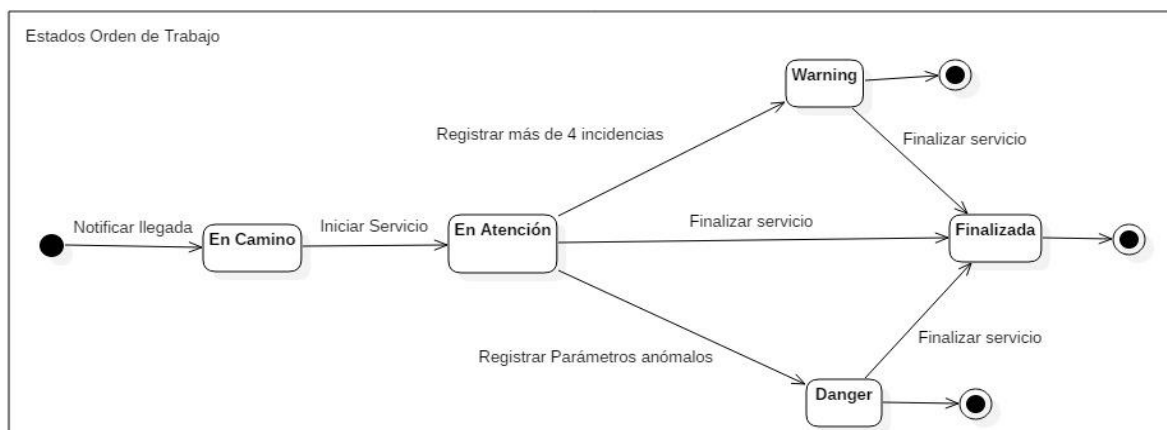 Estados Orden de Trabajo
Warning
Registrar más de 4 incidencias
Finalizar servicio
Notificar llegada
Iniciar Servicio
En Camino
En Atención
Finalizar servicio
Finalizada
Registrar Parámetros anómalos
Finalizar servicio
Danger